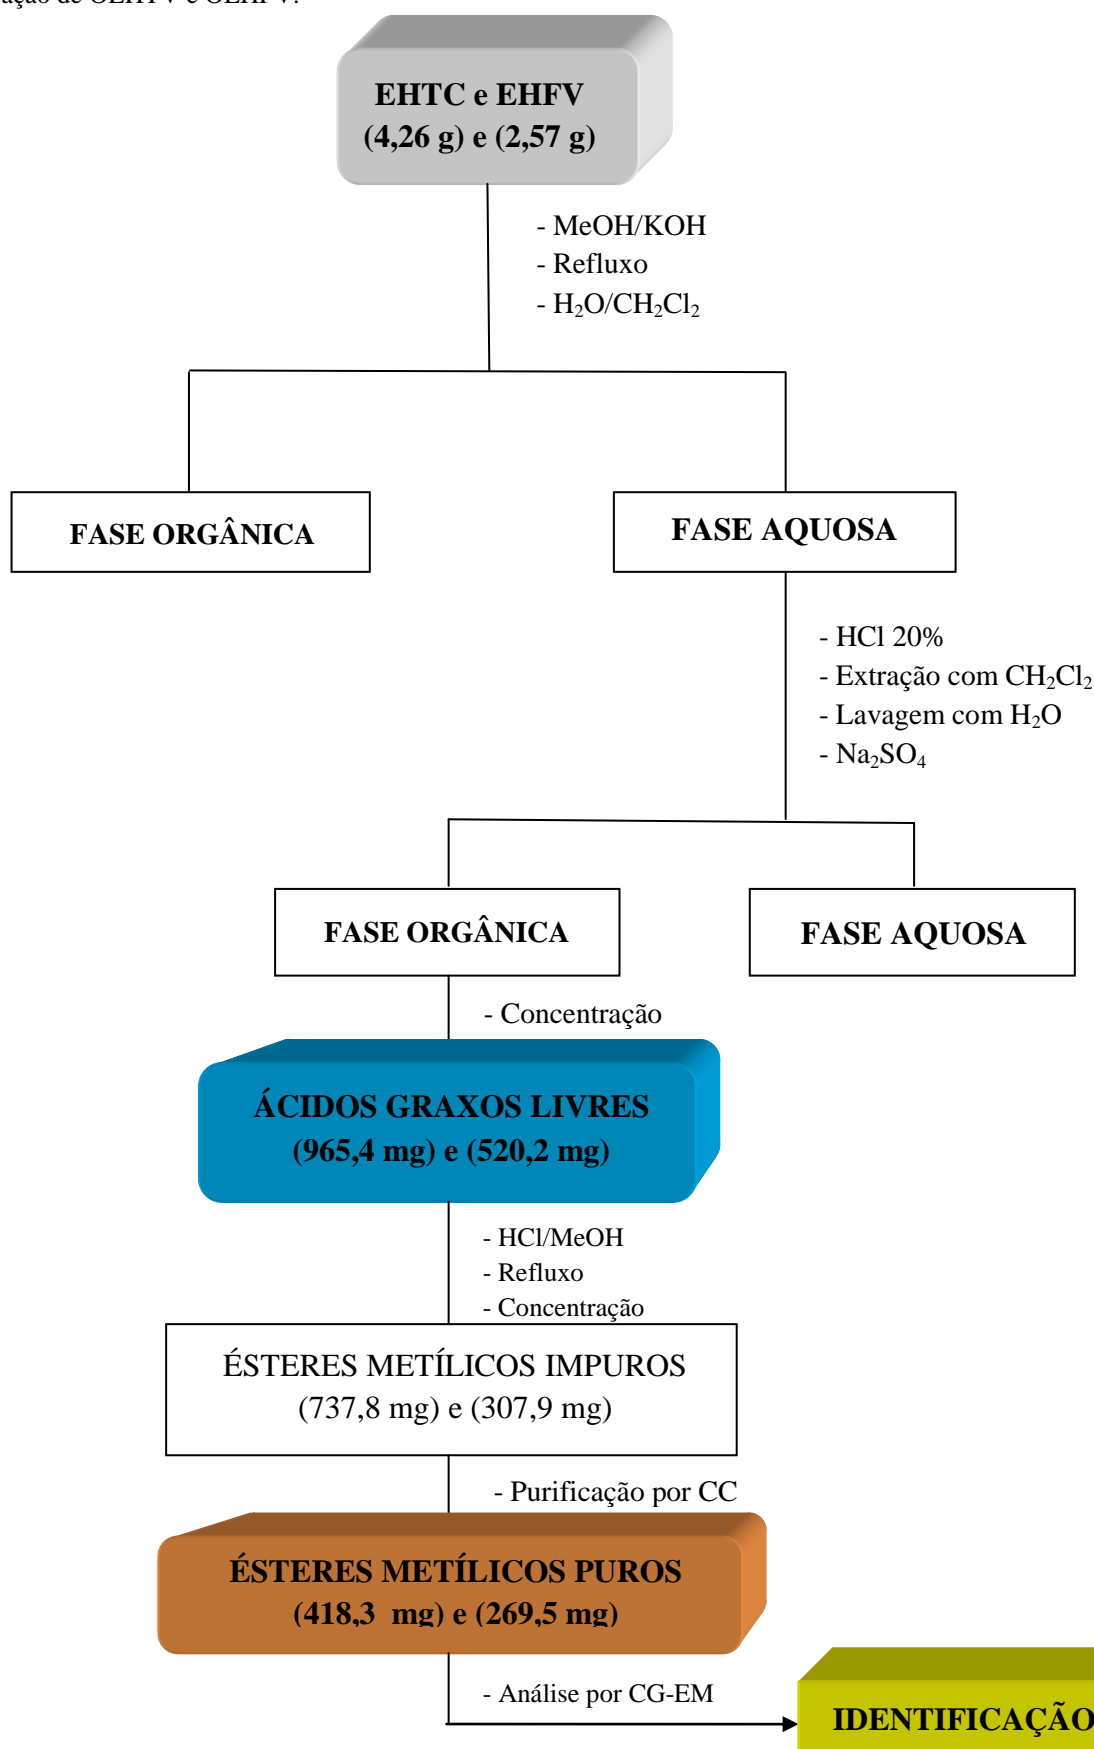 EHTC e EHFV
(4,26 g) e (2,57 g)
- MeOH/KOH
- Refluxo
- H₂O/CH₂Cl₂
FASE ORGÂNICA
FASE AQUOSA
- HCl 20%
- Extração com CH₂Cl₂
- Lavagem com H₂O
- Na₂SO₄
FASE ORGÂNICA
FASE AQUOSA
- Concentração
ÁCIDOS GRAXOS LIVRES
(965,4 mg) e (520,2 mg)
- HCl/MeOH
- Refluxo
- Concentração
ÉSTERES METÍLICOS IMPUROS
(737,8 mg) e (307,9 mg)
- Purificação por CC
ÉSTERES METÍLICOS PUROS
(418,3 mg) e (269,5 mg)
- Análise por CG-EM
IDENTIFICAÇÃO